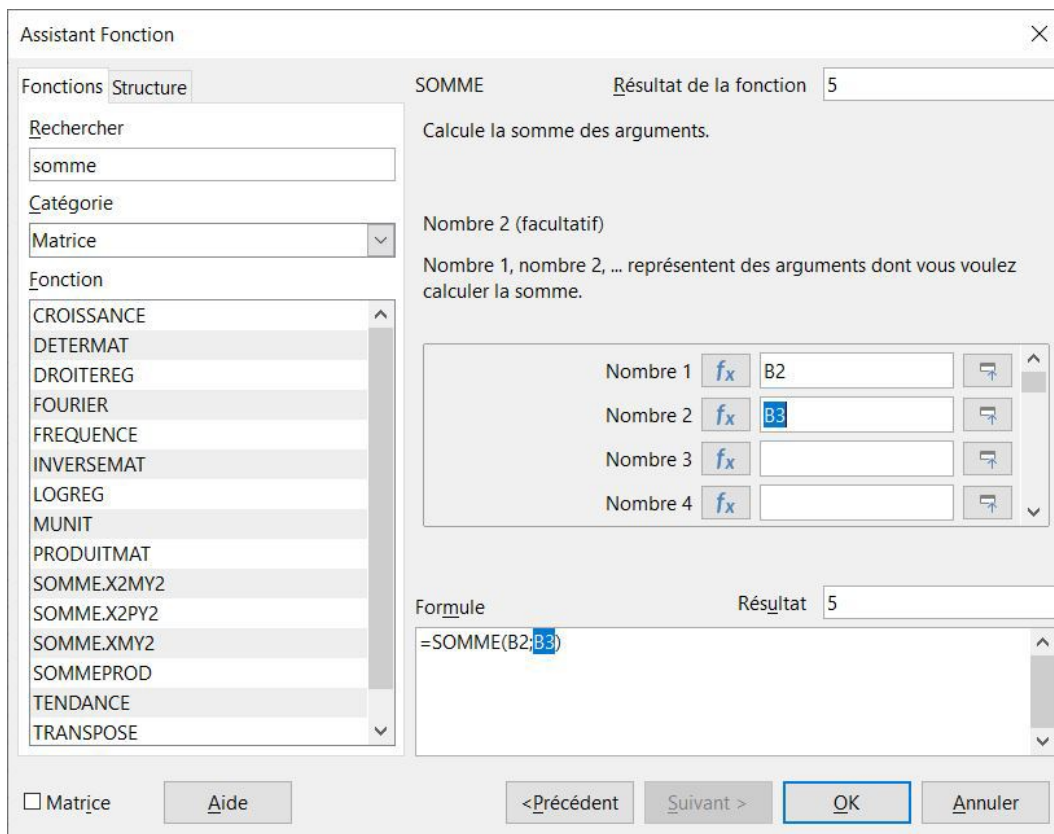 Assistant Fonction
Fonctions Structure
Rechercher
somme
Catégorie
Matrice
Fonction
CROISSANCE
DETERMAT
DROITEREG
FOURIER
FREQUENCE
INVERSEMAT
LOGREG
MUNIT
PRODUITMAT
SOMME.X2MY2
SOMME.X2PY2
SOMME.XMY2
SOMMEPROD
TENDANCE
TRANSPOSE
SOMME Résultat de la fonction 5
Calcule la somme des arguments.
Nombre 2 (facultatif)
Nombre 1, nombre 2, ... représentent des arguments dont vous voulez
calculer la somme.
Nombre 1 fx B2
Nombre 2 fx B3
Nombre 3 fx
Nombre 4 fx
Formule Résultat 5
=SOMME(B2;B3)
Matrice Aide <Précédent Suivant > OK Annuler